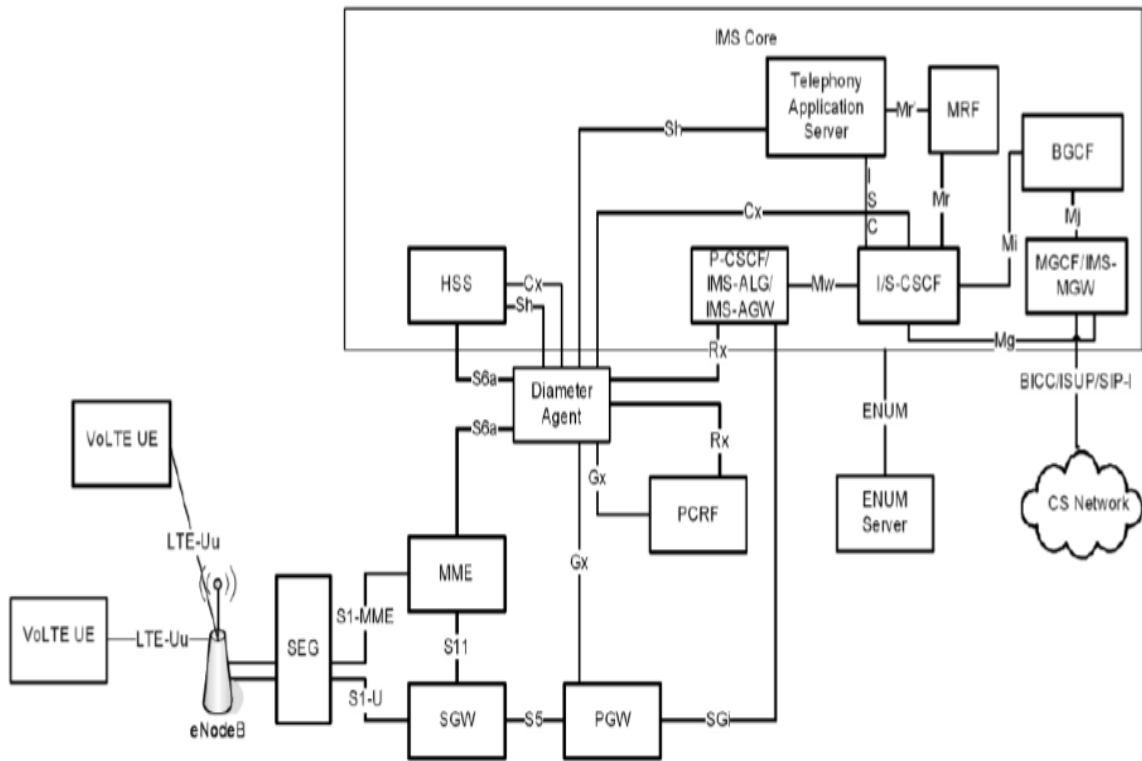 IMS Core
Telephony
Application
Server
Mr'
MRF
Sh
BGCF
I
S
C
Mr
Cx
Mi
Mj
HSS
Cx
Sh
P-CSCF/
IMS-ALG/
IMS-AGW
Mw
I/S-CSCF
MGCF/IMS-
MGW
Mg
Rx
S6a
Diameter
Agent
BICC/ISUP/SIP-I
ENUM
VoLTE UE
S6a
Rx
Gx
PCRF
ENUM
Server
CS Network
LTE-Uu
MME
Gx
S1-MME
VoLTE UE
LTE-Uu
SEG
S11
S1-U
SGW
S5
PGW
SGi
eNodeB